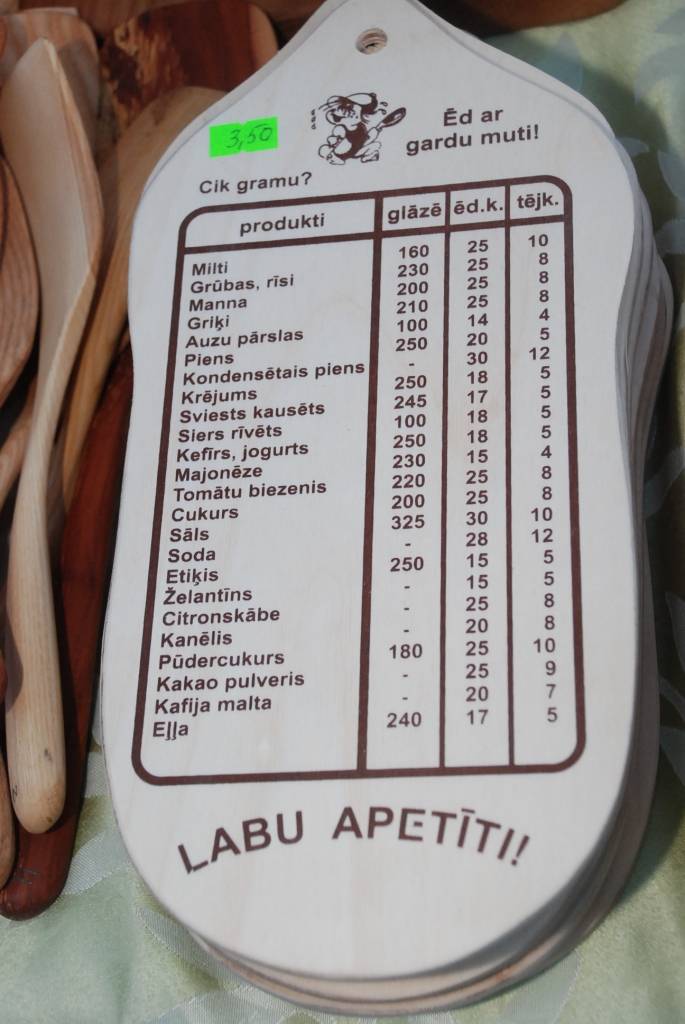 3,50
Ēd ar
gardu muti!
Cik gramu?
produkti glāzē ēd.k. tējk.
Milti 160 25 10
Grūbas, rīsi 230 25 8
Manna 200 25 8
Griķi 210 25 8
Auzu pārslas 100 14 4
Piens 250 20 5
Kondensētais piens - 30 12
Krējums 250 18 5
Sviests kausēts 245 17 5
Siers rīvēts 100 18 5
Kefīrs, jogurts 250 18 5
Majonēze 230 15 4
Tomātu biezenis 220 25 8
Cukurs 200 25 8
Sāls 325 30 10
Soda - 28 12
Etiķis 250 15 5
Želantīns - 15 5
Citronskābe - 25 8
Kanēlis - 20 8
Pūdercukurs 180 25 10
Kakao pulveris - 25 9
Kafija malta - 20 7
Eļļa 240 17 5
LABU APETĪTI!